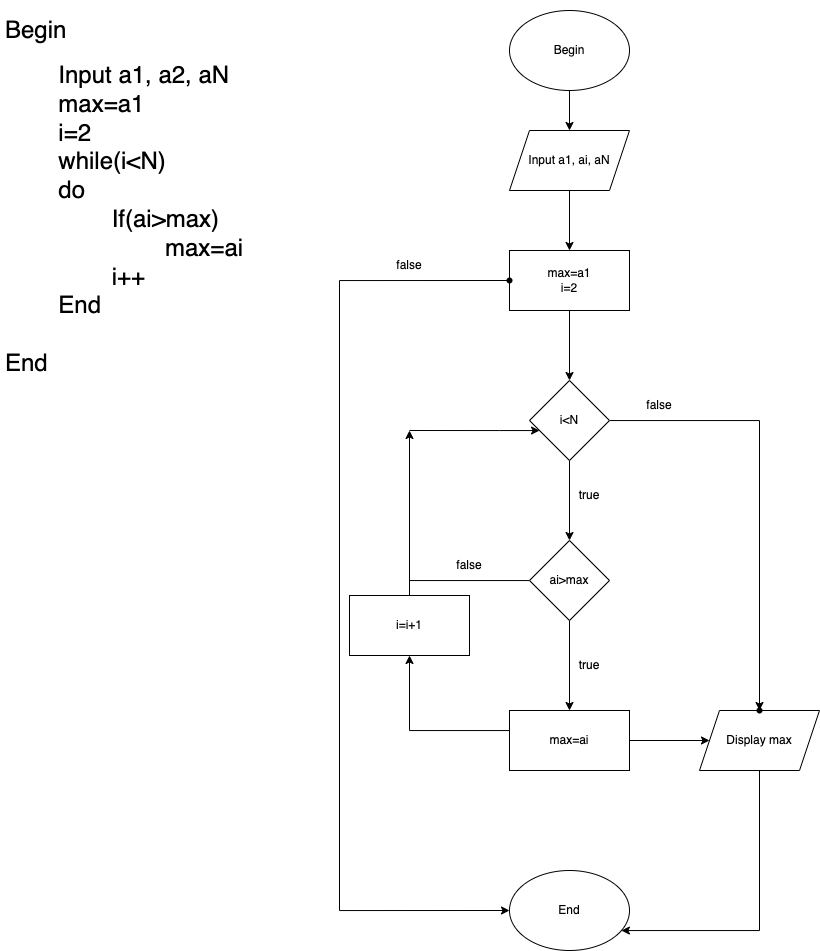 Begin
Input a1, a2, aN
max=a1
i=2
while(i<N)
do
If(ai>max)
max=ai
i++
End
End
Begin
Input a1, ai, aN
false
max=a1
i=2
i<N
false
true
false
ai>max
i=i+1
true
max=ai
Display max
End